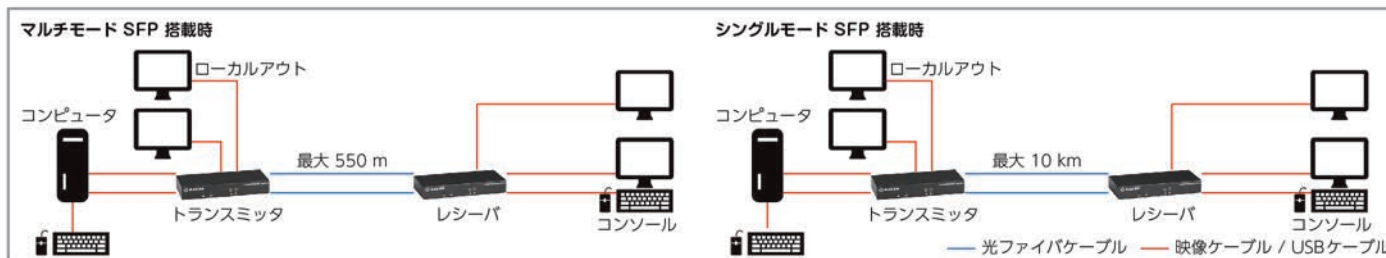 マルチモード SFP 搭載時
ローカルアウト
コンピュータ
最大 550 m
トランスミッタ
レシーバ
コンソール
シングルモード SFP 搭載時
ローカルアウト
コンピュータ
最大 10 km
トランスミッタ
レシーバ
コンソール
光ファイバケーブル
映像ケーブル / USBケーブル